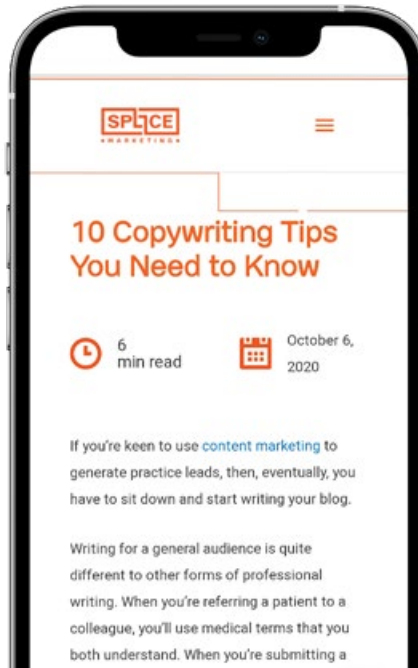 SPLICE
MARKETING
10 Copywriting Tips
You Need to Know
6
min read
October 6,
2020
If you're keen to use content marketing to
generate practice leads, then, eventually, you
have to sit down and start writing your blog.
Writing for a general audience is quite
different to other forms of professional
writing. When you're referring a patient to a
colleague, you'll use medical terms that you
both understand. When you're submitting a